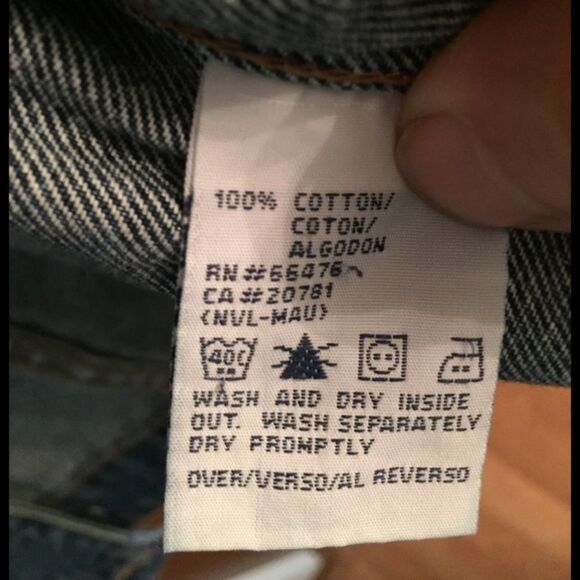 100% COTTON/
COTON/
ALGODON
RN#66476
CA#20781
(NVL-MAU)
40C
WASH AND DRY INSIDE
OUT. WASH SEPARATELY
DRY PROMPTLY
OVER/VERSO/AL REVERSO